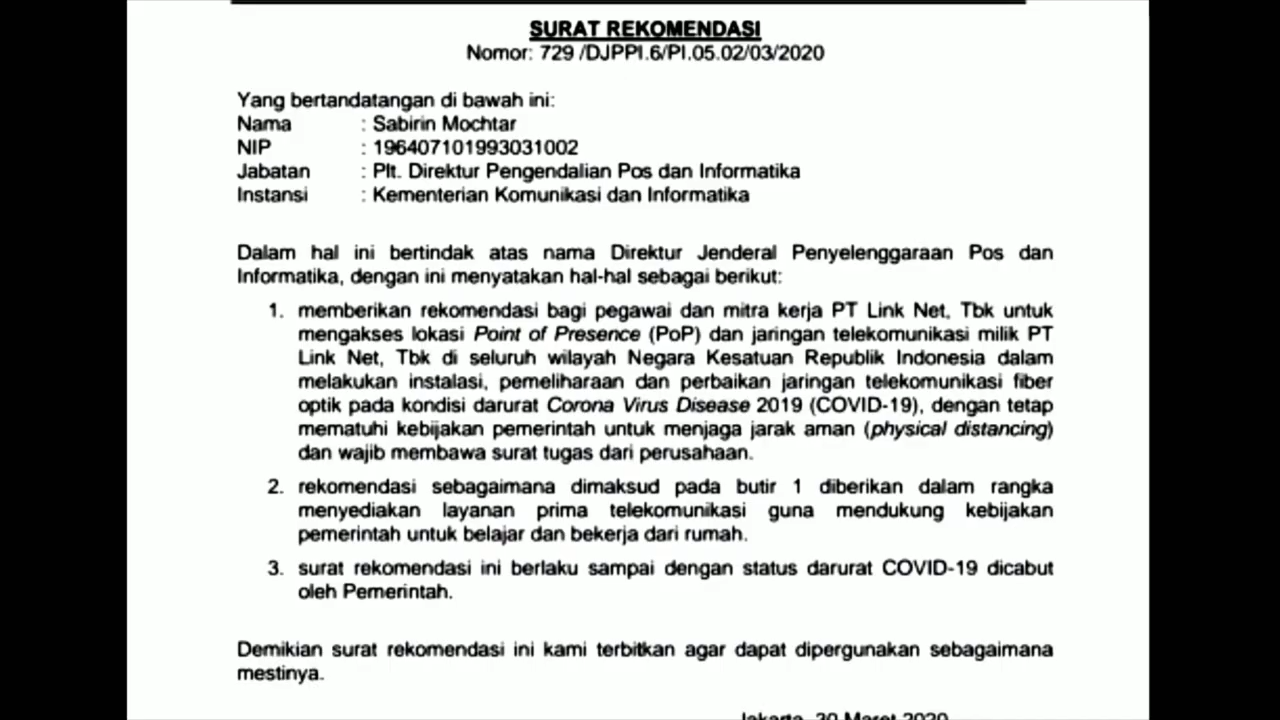 SURAT REKOMENDASI
Nomor: 729 /DJPPI.6/PI.05.02/03/2020
Yang bertandatangan di bawah ini:
Nama : Sabirin Mochtar
NIP : 196407101993031002
Jabatan : Plt. Direktur Pengendalian Pos dan Informatika
Instansi : Kementerian Komunikasi dan Informatika
Dalam hal ini bertindak atas nama Direktur Jenderal Penyelenggaraan Pos dan
Informatika, dengan ini menyatakan hal-hal sebagai berikut:
1. memberikan rekomendasi bagi pegawai dan mitra kerja PT Link Net, Tbk untuk
mengakses lokasi Point of Presence (PoP) dan jaringan telekomunikasi milik PT
Link Net, Tbk di seluruh wilayah Negara Kesatuan Republik Indonesia dalam
melakukan instalasi, pemeliharaan dan perbaikan jaringan telekomunikasi fiber
optik pada kondisi darurat Corona Virus Disease 2019 (COVID-19), dengan tetap
mematuhi kebijakan pemerintah untuk menjaga jarak aman (physical distancing)
dan wajib membawa surat tugas dari perusahaan.
2. rekomendasi sebagaimana dimaksud pada butir 1 diberikan dalam rangka
menyediakan layanan prima telekomunikasi guna mendukung kebijakan
pemerintah untuk belajar dan bekerja dari rumah.
3. surat rekomendasi ini berlaku sampai dengan status darurat COVID-19 dicabut
oleh Pemerintah.
Demikian surat rekomendasi ini kami terbitkan agar dapat dipergunakan sebagaimana
mestinya.
Jakarta, 30 Maret 2020